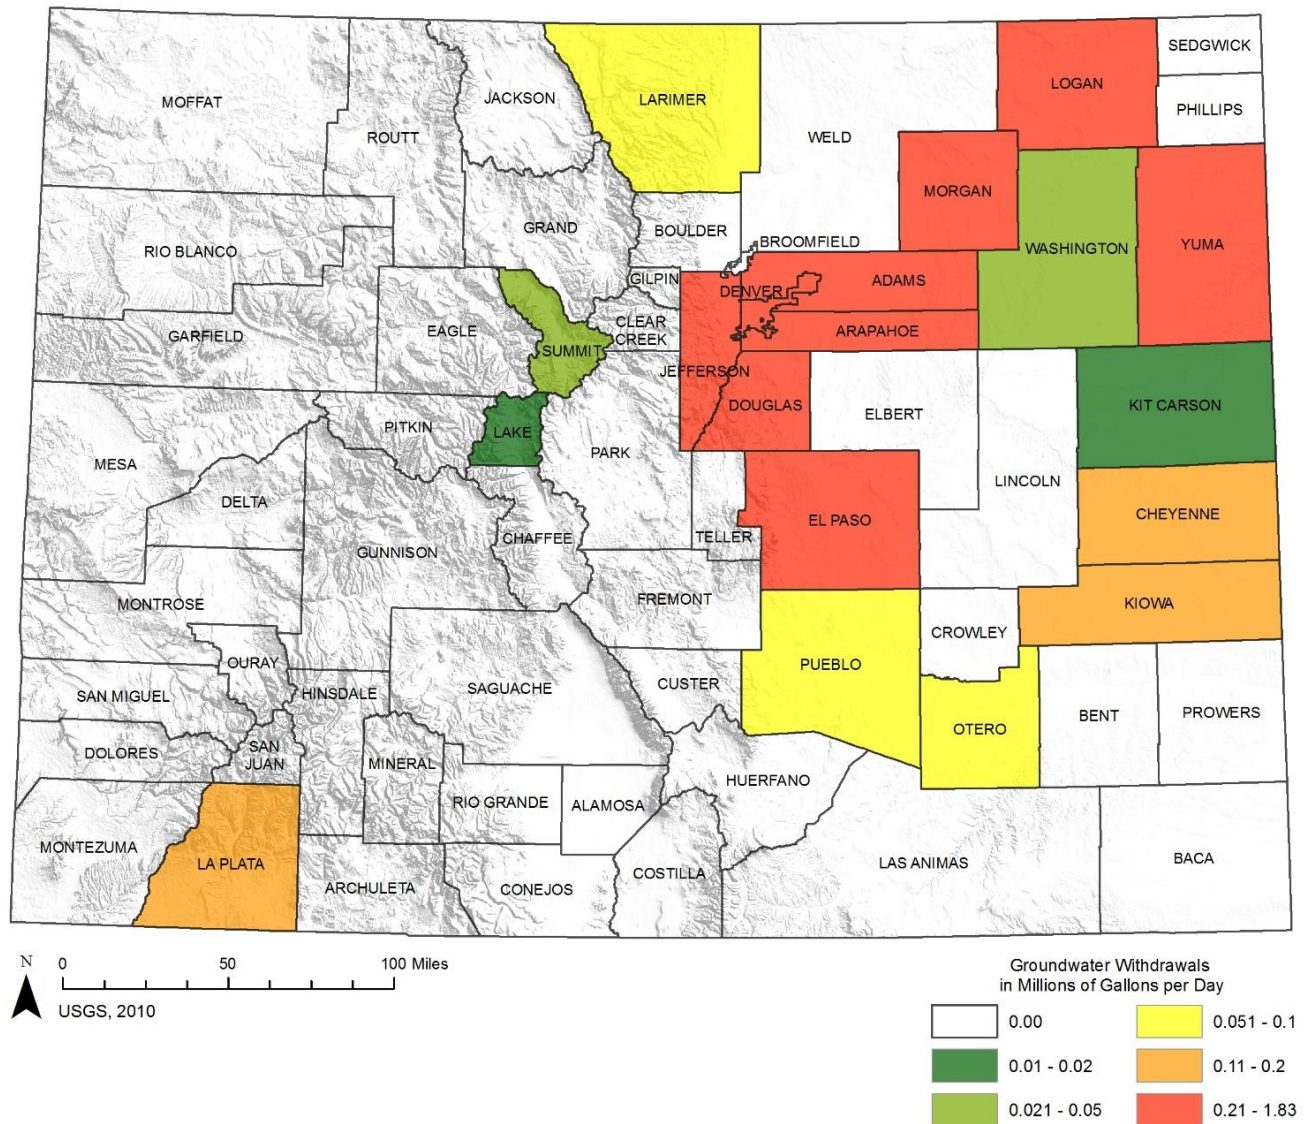 MOFFAT
ROUTT
JACKSON
LARIMER
WELD
LOGAN
SEDGWICK
PHILLIPS
MORGAN
WASHINGTON
YUMA
RIO BLANCO
GRAND
BOULDER
BROOMFIELD
GILPIN
DENVER
ADAMS
GARFIELD
EAGLE
SUMMIT
CLEAR
CREEK
ARAPAHOE
JEFFERSON
DOUGLAS
ELBERT
KIT CARSON
PITKIN
LAKE
PARK
MESA
DELTA
LINCOLN
GUNNISON
CHAFFEE
TELLER
EL PASO
CHEYENNE
MONTROSE
FREMONT
KIOWA
CROWLEY
OURAY
PUEBLO
SAN MIGUEL
HINSDALE
SAGUACHE
CUSTER
OTERO
BENT
PROWERS
DOLORES
SAN
JUAN
MINERAL
HUERFANO
RIO GRANDE
ALAMOSA
MONTEZUMA
LA PLATA
ARCHULETA
CONEJOS
COSTILLA
LAS ANIMAS
BACA
N
0 50 100 Miles
USGS, 2010
Groundwater Withdrawals
in Millions of Gallons per Day
0.00
0.01 - 0.02
0.021 - 0.05
0.051 - 0.1
0.11 - 0.2
0.21 - 1.83